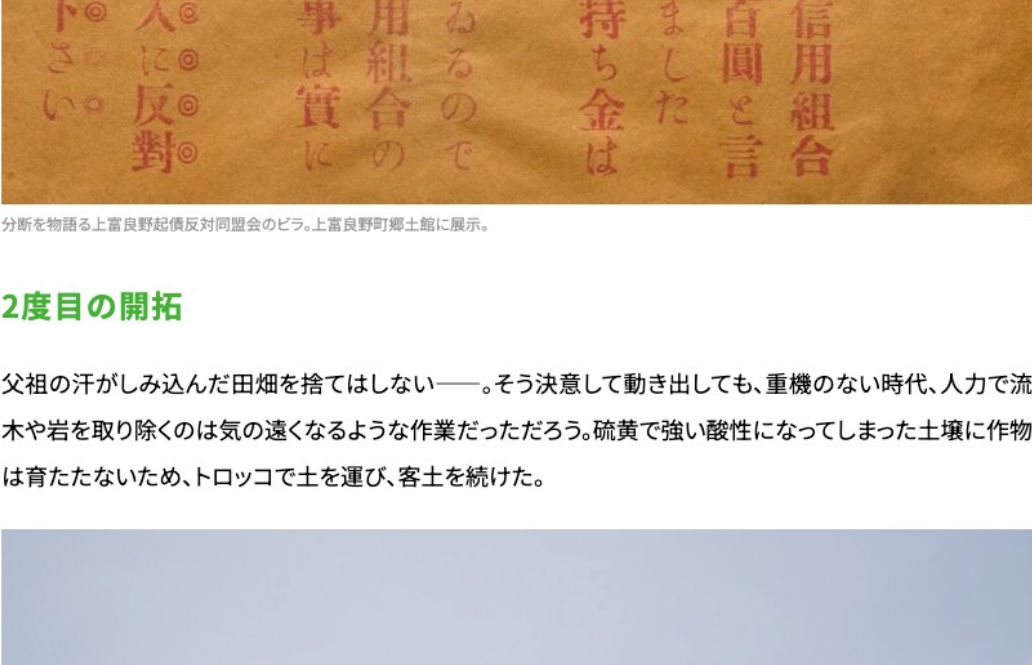 信用組合
百圓と言
ました
持ち金は
ゐるので
用組合の
事は實に
人に反對
下さい
分断を物語る上富良野起債反対同盟会のビラ。上富良野町郷土館に展示。
2度目の開拓
父祖の汗がしみ込んだ田畑を捨てはしない――。そう決意して動き出しても、重機のない時代、人力で流
木や岩を取り除くのは気の遠くなるような作業だっただろう。硫黄で強い酸性になってしまった土壌に作物
は育たたないため、トロッコで土を運び、客土を続けた。